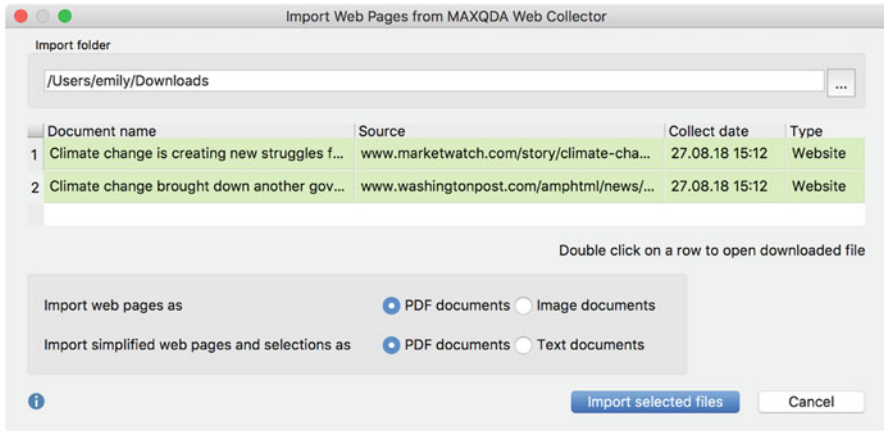 Import Web Pages from MAXQDA Web Collector
Import folder
/Users/emily/Downloads
...
Document name Source Collect date Type
1 Climate change is creating new struggles f... www.marketwatch.com/story/climate-cha... 27.08.18 15:12 Website
2 Climate change brought down another gov... www.washingtonpost.com/amphtml/news/... 27.08.18 15:12 Website
Double click on a row to open downloaded file
Import web pages as PDF documents Image documents
Import simplified web pages and selections as PDF documents Text documents
Import selected files Cancel